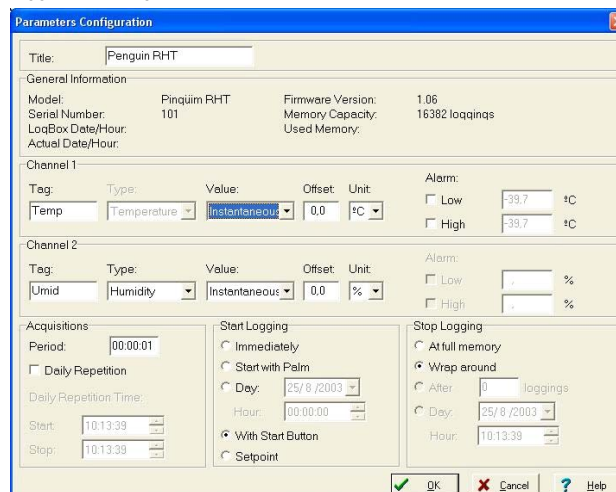 Parameters Configuration
Title: Penguin RHT
General Information
Model: Pingüim RHT Firmware Version: 1.06
Serial Number: 101 Memory Capacity: 16382 loggings
LogBox Date/Hour: Used Memory:
Actual Date/Hour:
Channel 1
Tag: Type: Value: Offset: Unit: Alarm:
Temp Temperature Instantaneous 0,0 ºC Low -39,7 ºC
High -39,7 ºC
Channel 2
Tag: Type: Value: Offset: Unit: Alarm:
Umid Humidity Instantaneous 0,0 % Low , %
High , %
Acquisitions
Period: 00:00:01
Daily Repetition
Daily Repetition Time:
Start: 10:13:39
Stop: 10:13:39
Start Logging
Immediately
Start with Palm
Day: 25/ 8 /2003
Hour: 00:00:00
With Start Button
Setpoint
Stop Logging
At full memory
Wrap around
After 0 loggings
Day: 25/ 8 /2003
Hour: 10:13:39
OK Cancel ? Help